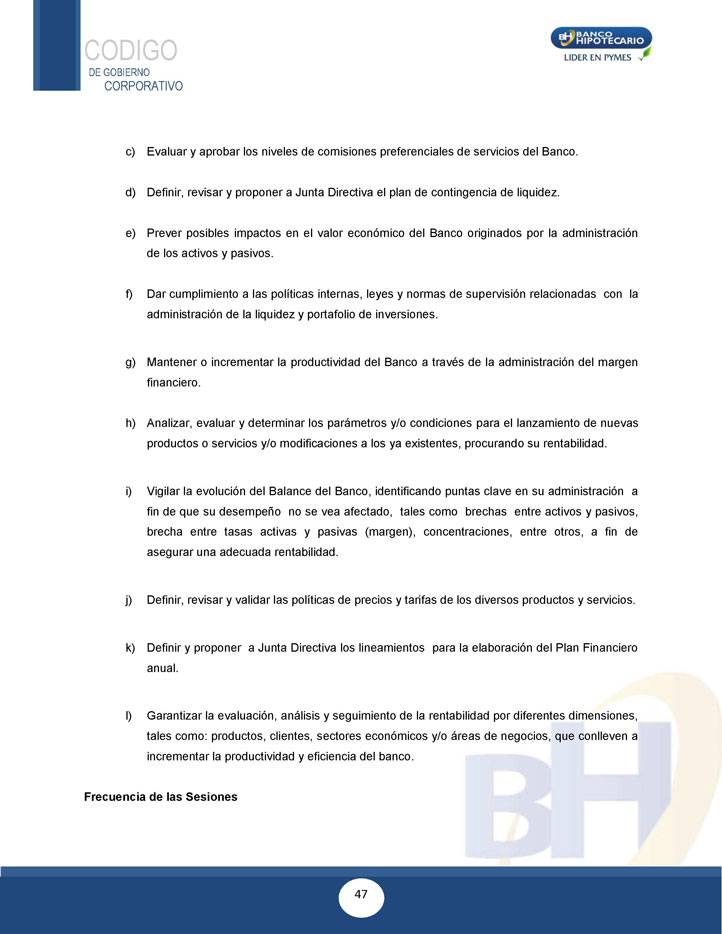 CODIGO
DE GOBIERNO
CORPORATIVO
BH BANCO
HIPOTECARIO
LIDER EN PYMES
c) Evaluar y aprobar los niveles de comisiones preferenciales de servicios del Banco.
d) Definir, revisar y proponer a Junta Directiva el plan de contingencia de liquidez.
e) Prever posibles impactos en el valor económico del Banco originados por la administración
de los activos y pasivos.
f) Dar cumplimiento a las políticas internas, leyes y normas de supervisión relacionadas con la
administración de la liquidez y portafolio de inversiones.
g) Mantener o incrementar la productividad del Banco a través de la administración del margen
financiero.
h) Analizar, evaluar y determinar los parámetros y/o condiciones para el lanzamiento de nuevas
productos o servicios y/o modificaciones a los ya existentes, procurando su rentabilidad.
i) Vigilar la evolución del Balance del Banco, identificando puntas clave en su administración a
fin de que su desempeño no se vea afectado, tales como brechas entre activos y pasivos,
brecha entre tasas activas y pasivas (margen), concentraciones, entre otros, a fin de
asegurar una adecuada rentabilidad.
j) Definir, revisar y validar las políticas de precios y tarifas de los diversos productos y servicios.
k) Definir y proponer a Junta Directiva los lineamientos para la elaboración del Plan Financiero
anual.
l) Garantizar la evaluación, análisis y seguimiento de la rentabilidad por diferentes dimensiones,
tales como: productos, clientes, sectores económicos y/o áreas de negocios, que conlleven a
incrementar la productividad y eficiencia del banco.
Frecuencia de las Sesiones
BH
47